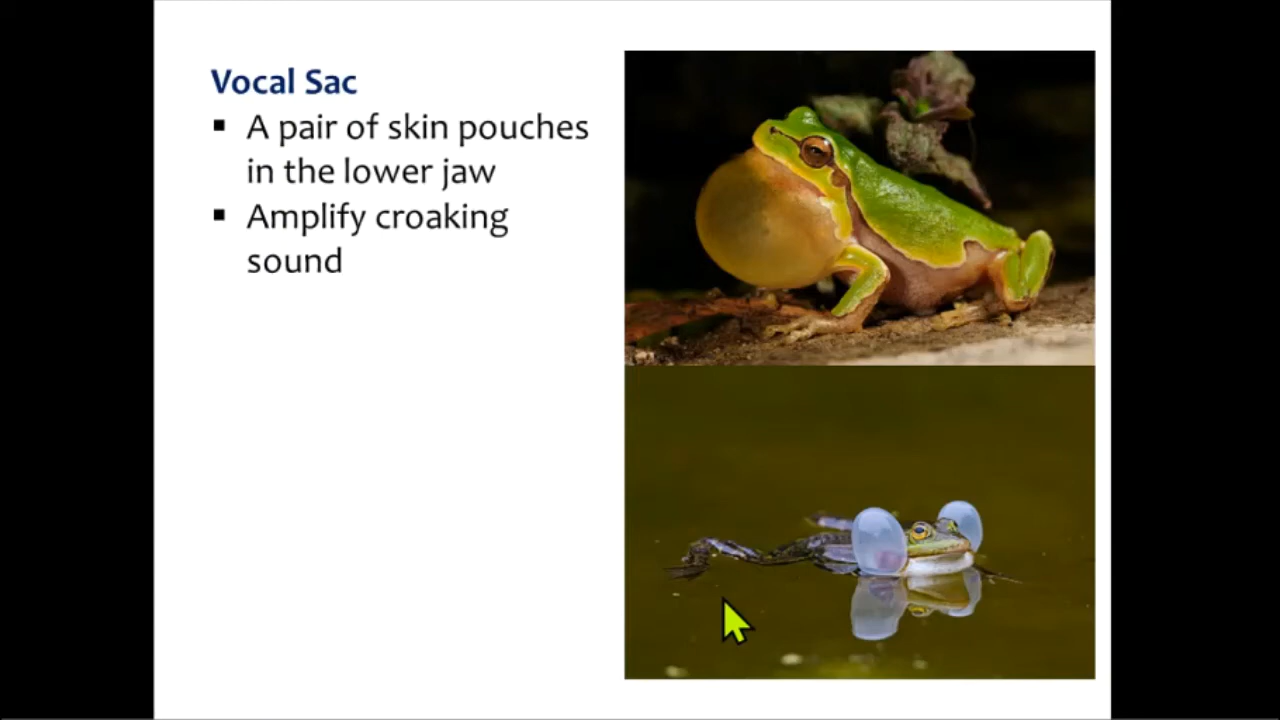 Vocal Sac
▪ A pair of skin pouches
in the lower jaw
▪ Amplify croaking
sound